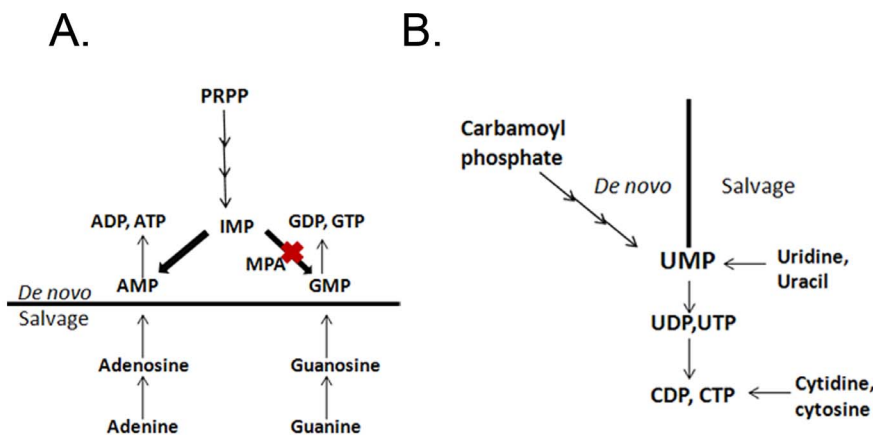 A.
PRPP
ADP, ATP
IMP
GDP, GTP
MPA
AMP
GMP
De novo
Salvage
Adenosine
Guanosine
Adenine
Guanine
B.
Carbamoyl
phosphate
De novo
Salvage
UMP
Uridine,
Uracil
UDP,UTP
CDP, CTP
Cytidine,
cytosine